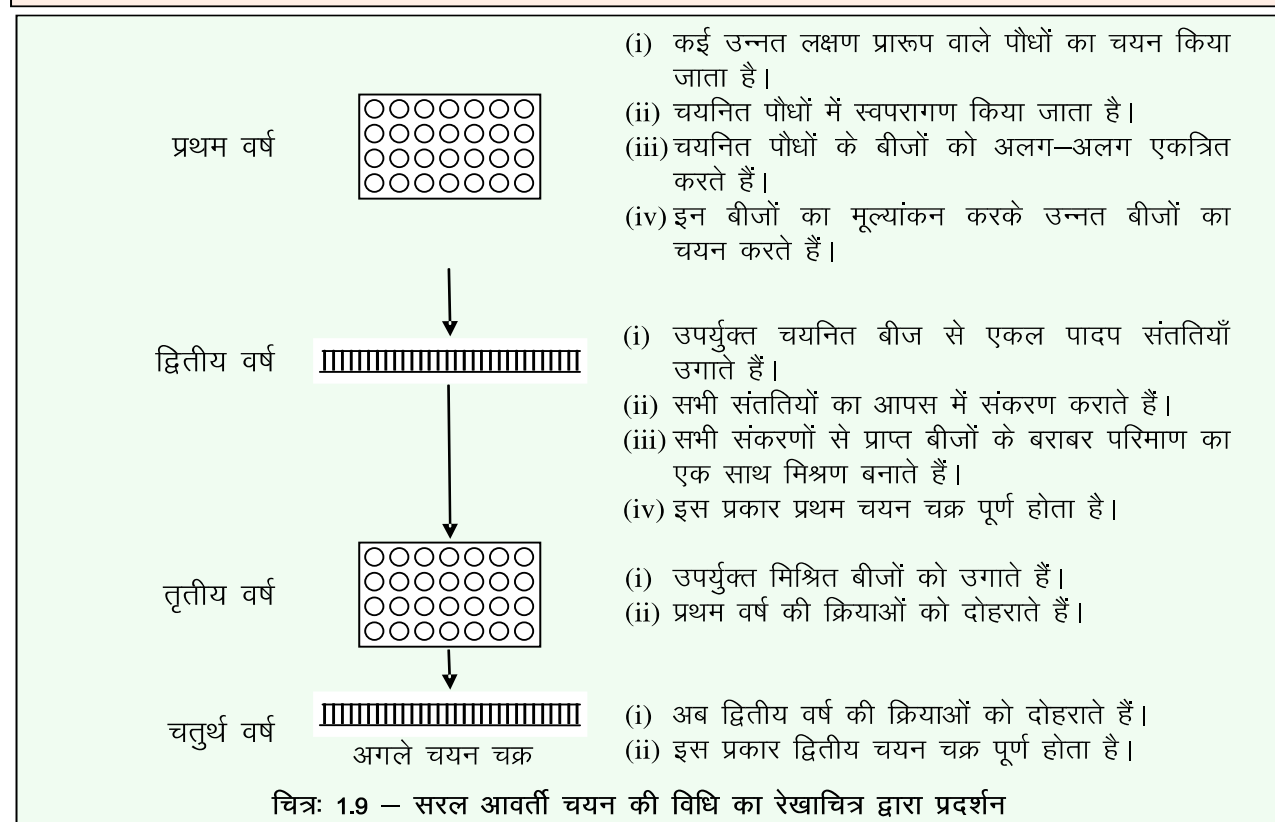 प्रथम वर्ष
(i) कई उन्नत लक्षण प्रारूप वाले पौधों का चयन किया
जाता है।
(ii) चयनित पौधों में स्वपरागण किया जाता है।
(iii) चयनित पौधों के बीजों को अलग–अलग एकत्रित
करते हैं।
(iv) इन बीजों का मूल्यांकन करके उन्नत बीजों का
चयन करते हैं।
द्वितीय वर्ष
(i) उपर्युक्त चयनित बीज से एकल पादप संततियाँ
उगाते हैं।
(ii) सभी संततियों का आपस में संकरण कराते हैं।
(iii) सभी संकरणों से प्राप्त बीजों के बराबर परिमाण का
एक साथ मिश्रण बनाते हैं।
(iv) इस प्रकार प्रथम चयन चक्र पूर्ण होता है।
तृतीय वर्ष
(i) उपर्युक्त मिश्रित बीजों को उगाते हैं।
(ii) प्रथम वर्ष की क्रियाओं को दोहराते हैं।
चतुर्थ वर्ष
अगले चयन चक्र
(i) अब द्वितीय वर्ष की क्रियाओं को दोहराते हैं।
(ii) इस प्रकार द्वितीय चयन चक्र पूर्ण होता है।
चित्रः 1.9 – सरल आवर्ती चयन की विधि का रेखाचित्र द्वारा प्रदर्शन